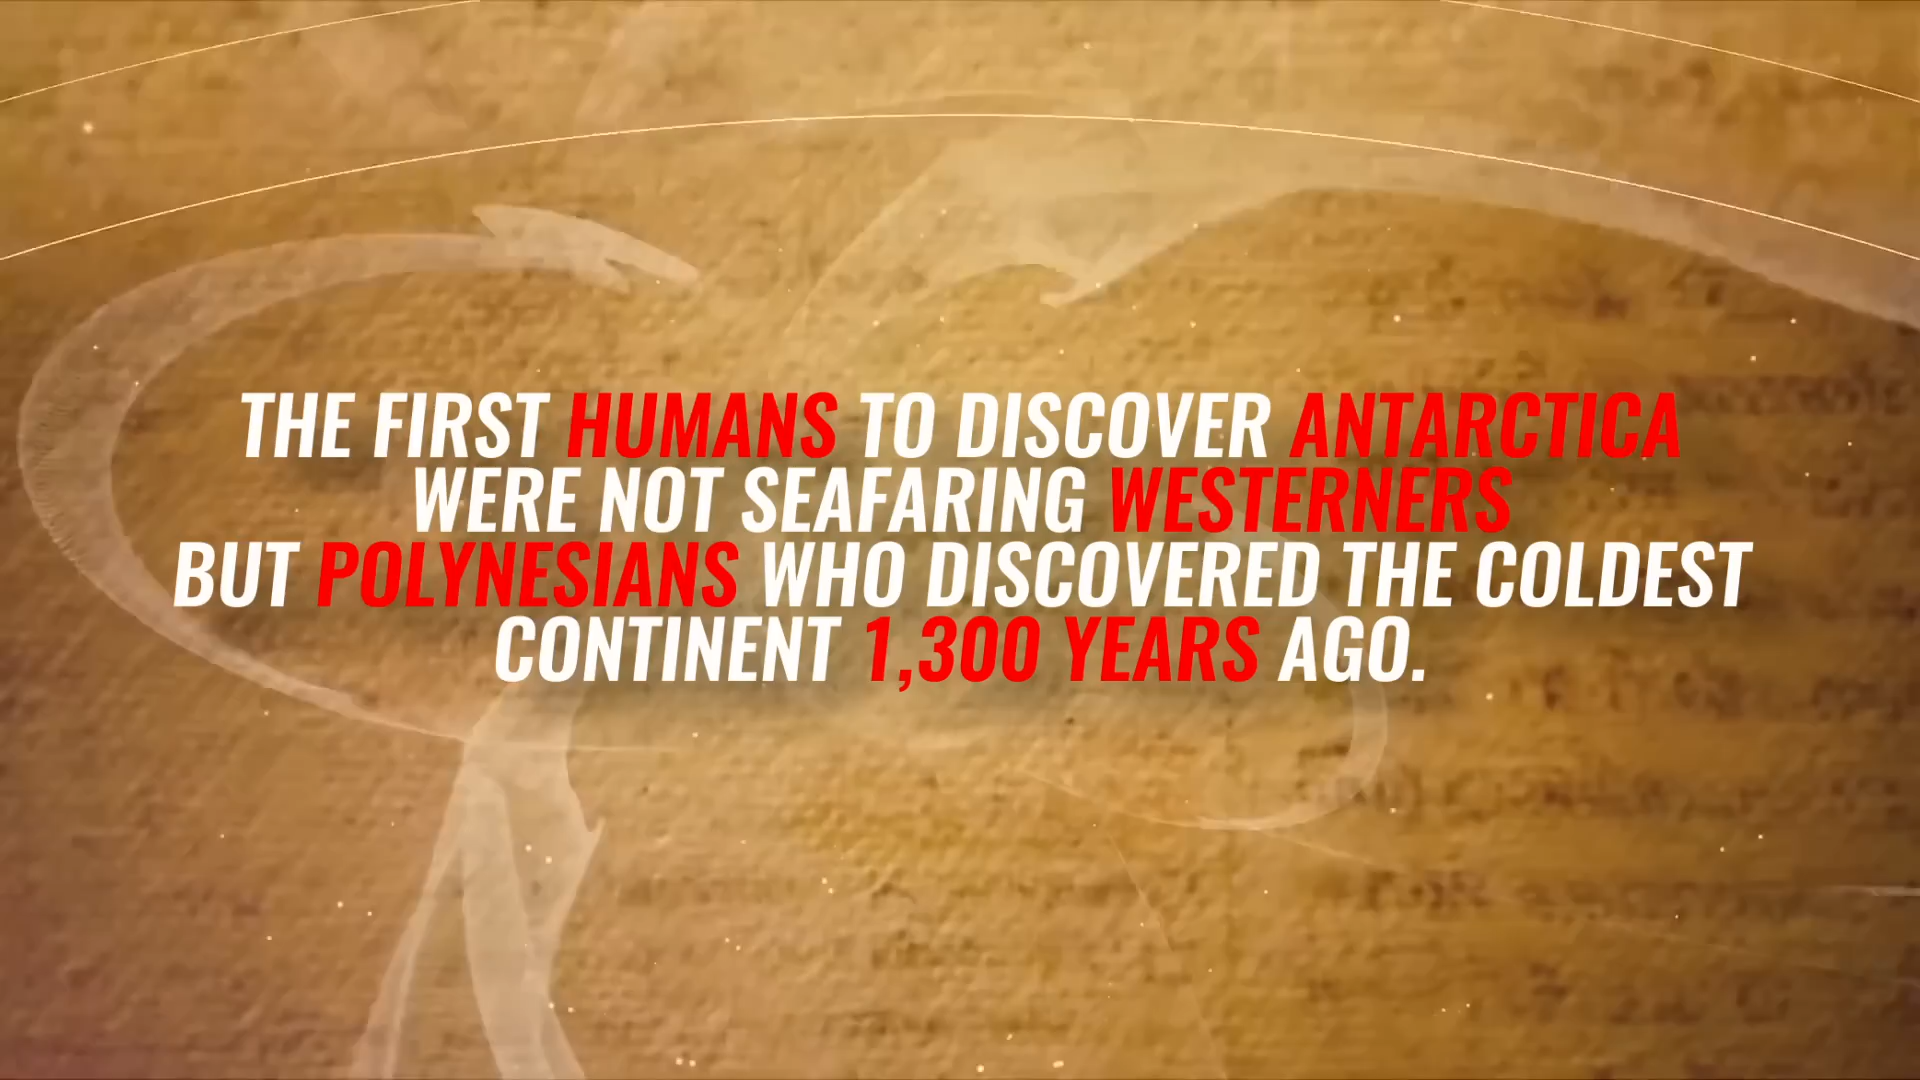 THE FIRST HUMANS TO DISCOVER ANTARCTICA
WERE NOT SEAFARING WESTERNERS
BUT POLYNESIANS WHO DISCOVERED THE COLDEST
CONTINENT 1,300 YEARS AGO.